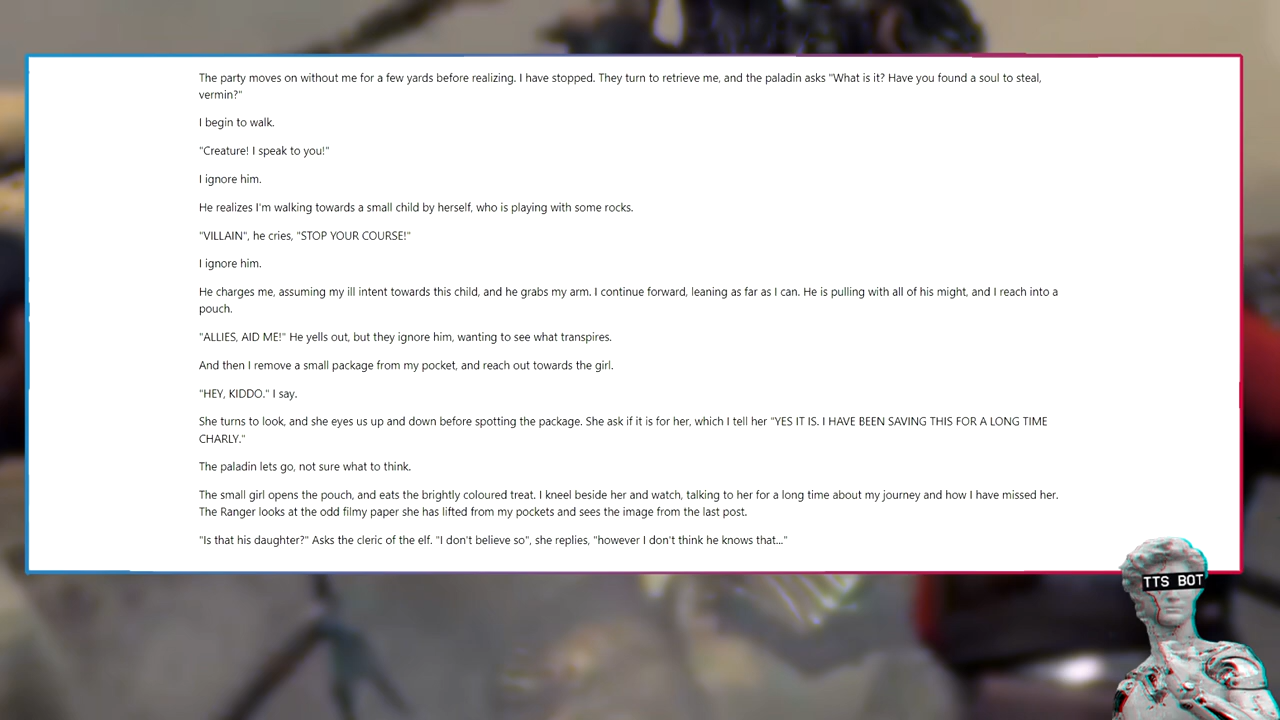 The party moves on without me for a few yards before realizing. I have stopped. They turn to retrieve me, and the paladin asks "What is it? Have you found a soul to steal,
vermin?"
I begin to walk.
"Creature! I speak to you!"
I ignore him.
He realizes I'm walking towards a small child by herself, who is playing with some rocks.
"VILLAIN", he cries, "STOP YOUR COURSE!"
I ignore him.
He charges me, assuming my ill intent towards this child, and he grabs my arm. I continue forward, leaning as far as I can. He is pulling with all of his might, and I reach into a
pouch.
"ALLIES, AID ME!" He yells out, but they ignore him, wanting to see what transpires.
And then I remove a small package from my pocket, and reach out towards the girl.
"HEY, KIDDO." I say.
She turns to look, and she eyes us up and down before spotting the package. She ask if it is for her, which I tell her "YES IT IS. I HAVE BEEN SAVING THIS FOR A LONG TIME
CHARLY."
The paladin lets go, not sure what to think.
The small girl opens the pouch, and eats the brightly coloured treat. I kneel beside her and watch, talking to her for a long time about my journey and how I have missed her.
The Ranger looks at the odd filmy paper she has lifted from my pockets and sees the image from the last post.
"Is that his daughter?" Asks the cleric of the elf. "I don't believe so", she replies, "however I don't think he knows that..."
TTS BOT